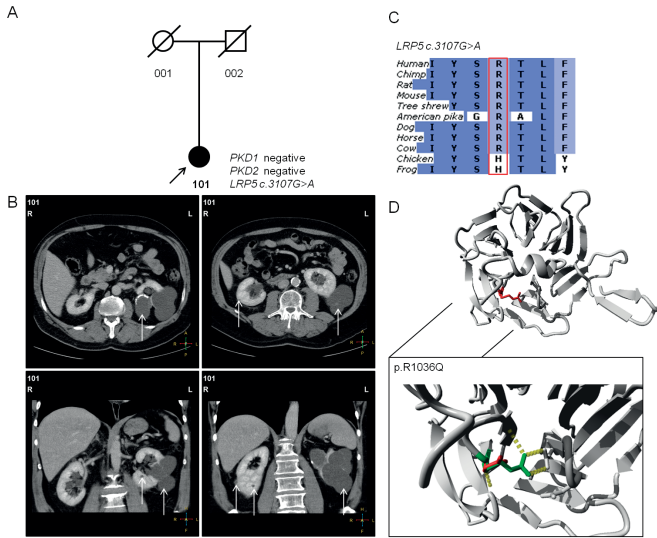 A
001
002
PKD1 negative
PKD2 negative
101
LRP5 c.3107G>A
B
101
R
L
101
R
L
101
R
L
101
R
L
C
LRP5 c.3107G>A
Human I Y S R T L F
Chimp I Y S R T L F
Rat I Y S R T L F
Mouse I Y S R T L F
Tree shrew Y S R T L F
American pika G R A
Dog I Y S R T L F
Horse I Y S R T L F
Cow I Y S R T L F
Chicken I Y S H T L Y
Frog I Y S H T L Y
D
p.R1036Q